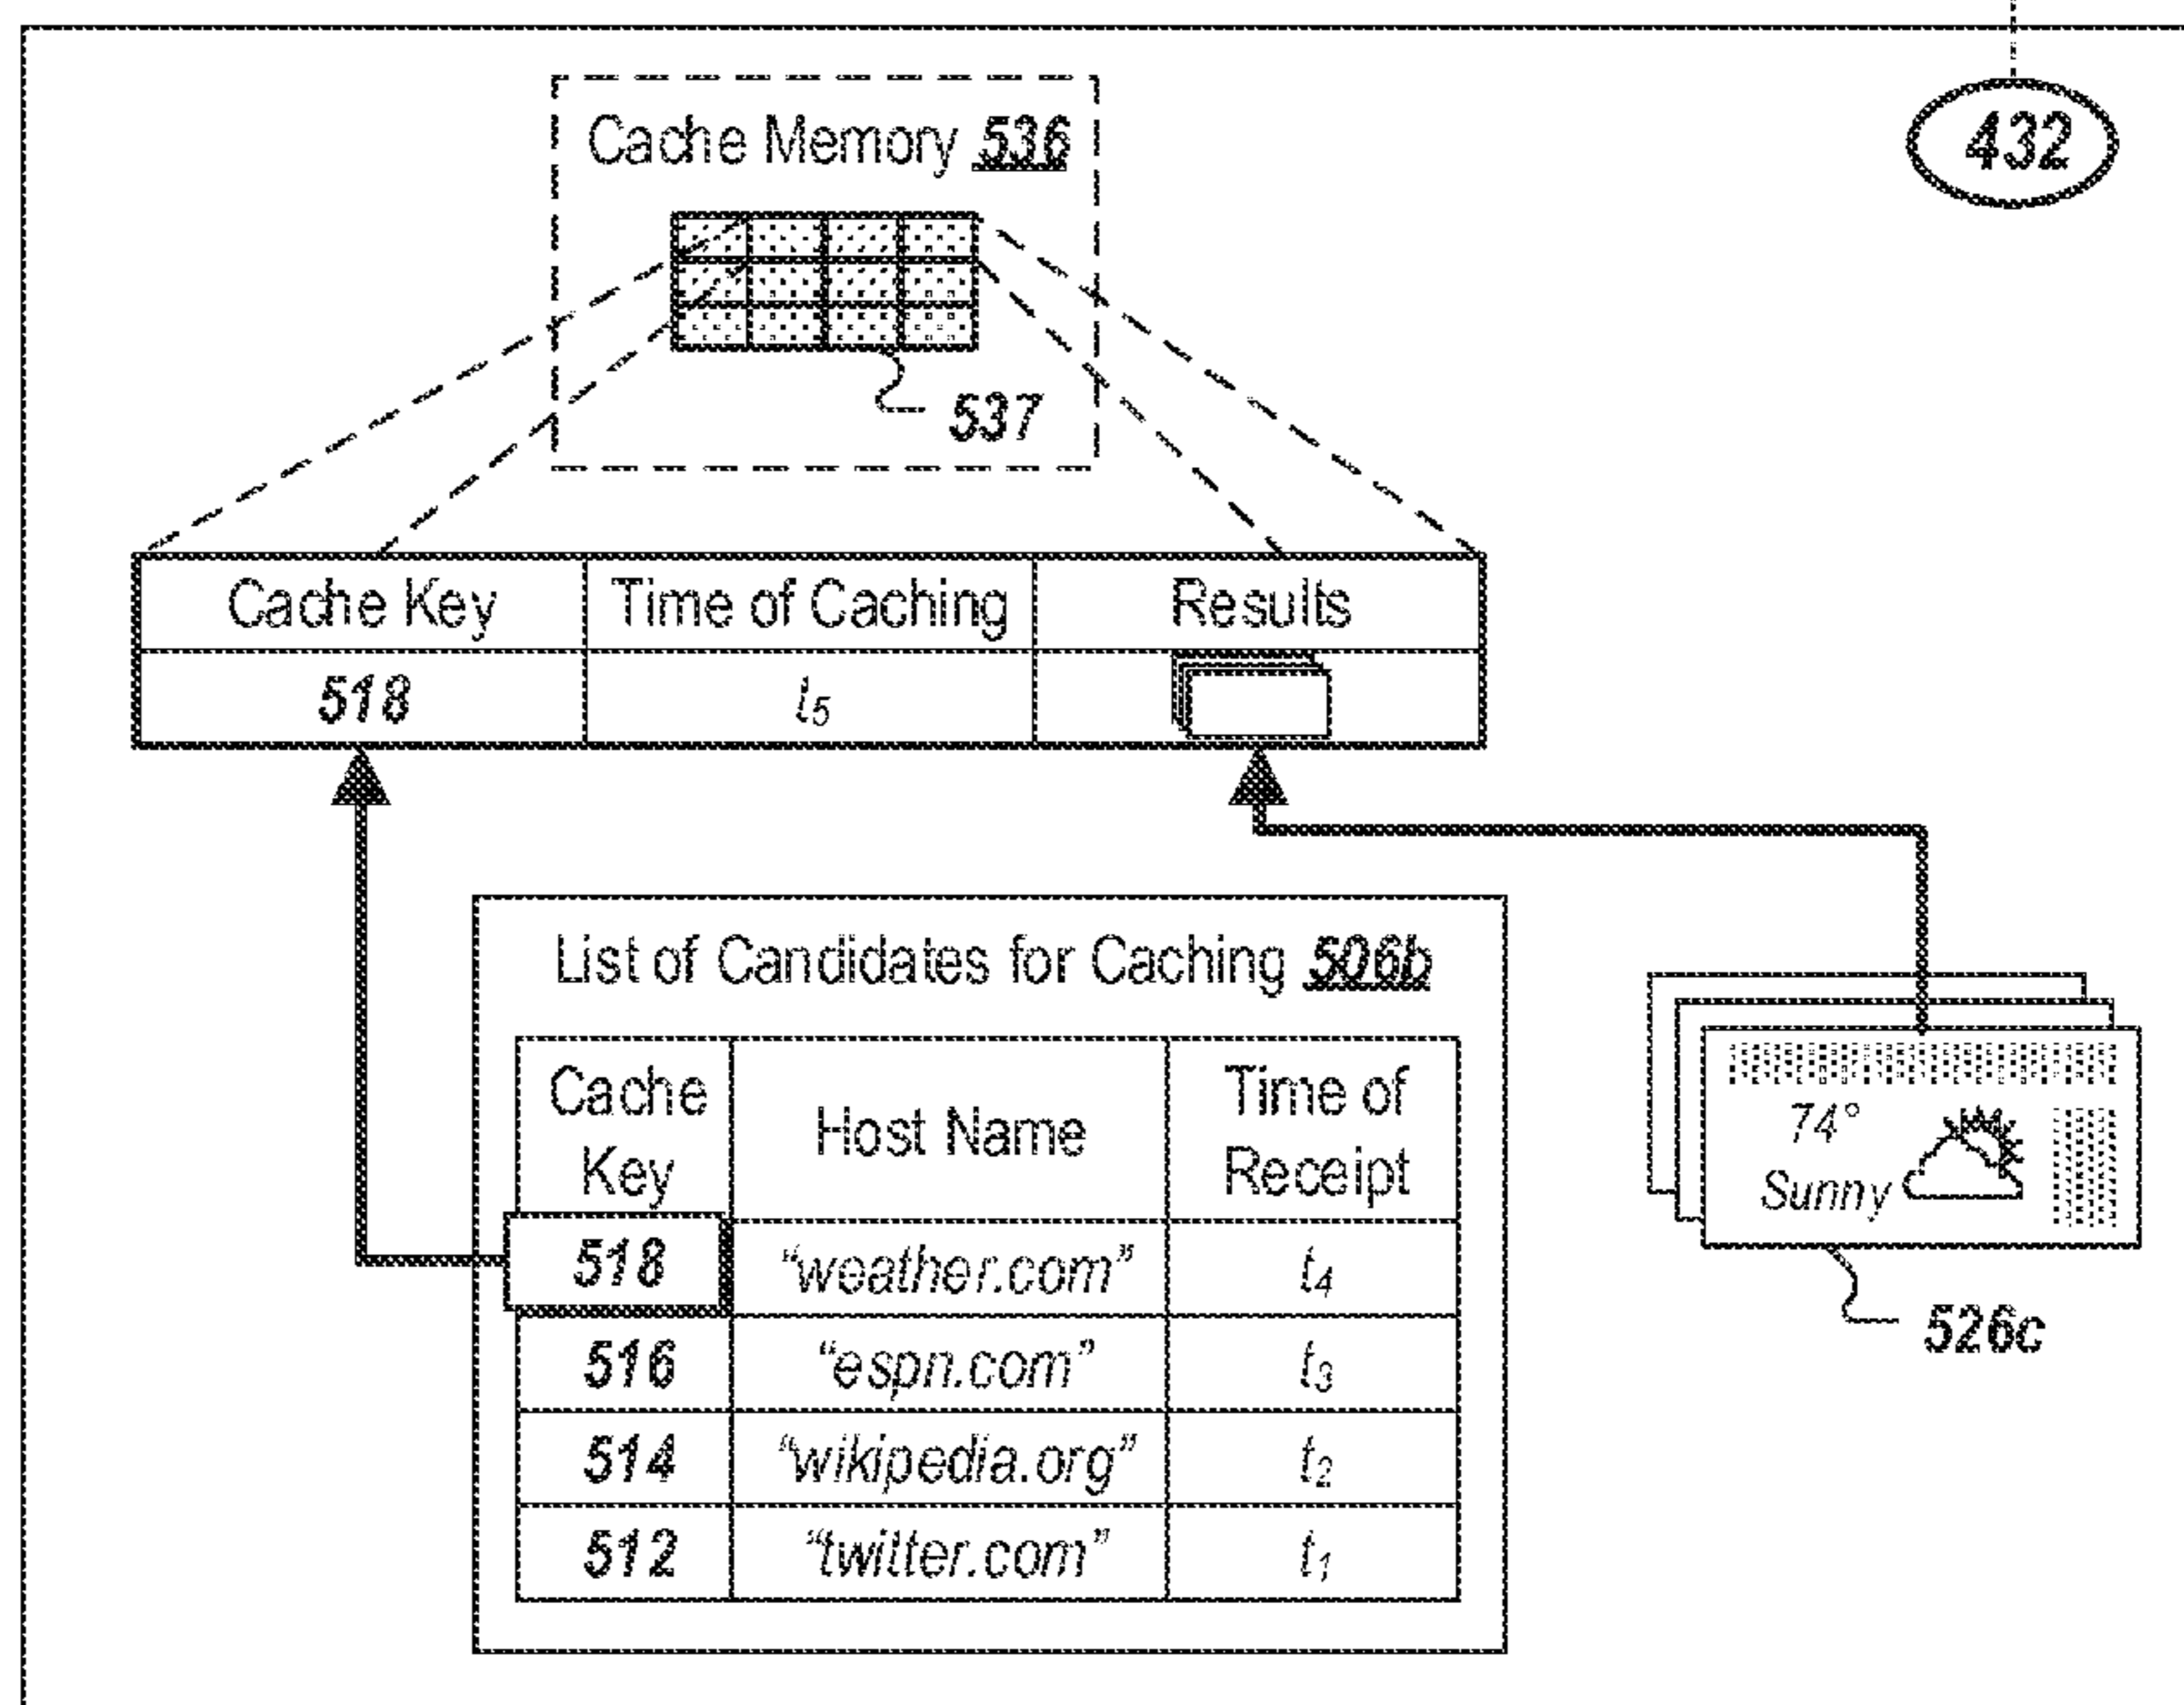 Cache Memory 536
432
537
Cache Key Time of Caching Results
518 t5
List of Candidates for Caching 506b
Cache Key Host Name Time of Receipt
518 "weather.com" t4
516 "espn.com" t3
514 "wikipedia.org" t2
512 "twitter.com" t1
74°
Sunny
526c